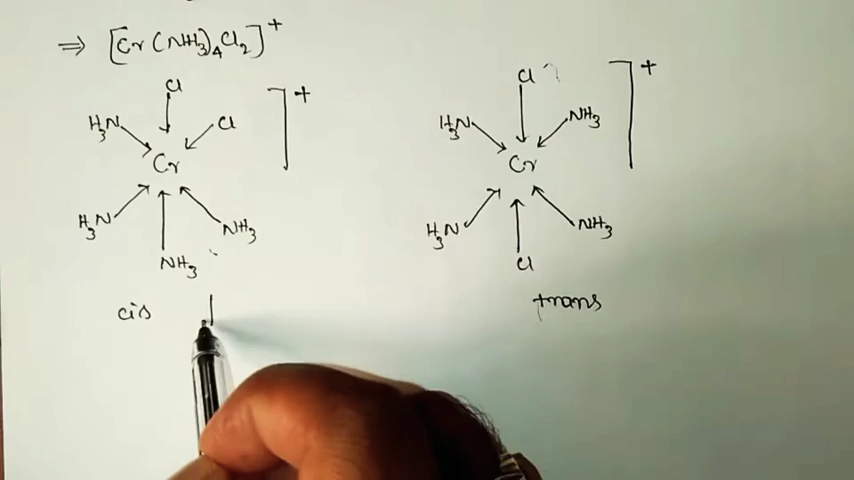 ⇒ [Cr(NH3)4Cl2]+
Cl
H3N
Cl
Cr
H3N
NH3
NH3
+
cis
Cl
H3N
NH3
Cr
H3N
NH3
Cl
+
trans